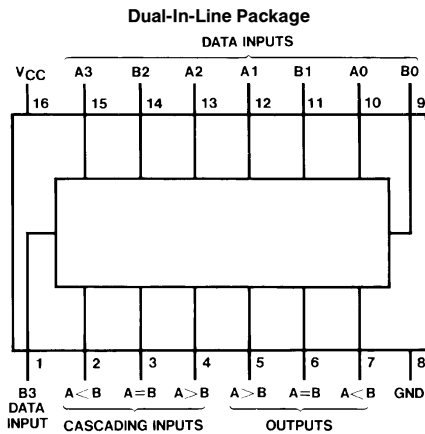 Dual-In-Line Package
DATA INPUTS
VCC A3 B2 A2 A1 B1 A0 B0
16 15 14 13 12 11 10 9
1 2 3 4 5 6 7 8
B3 A<B A=B A>B A>B A=B A<B GND
DATA
INPUT CASCADING INPUTS OUTPUTS